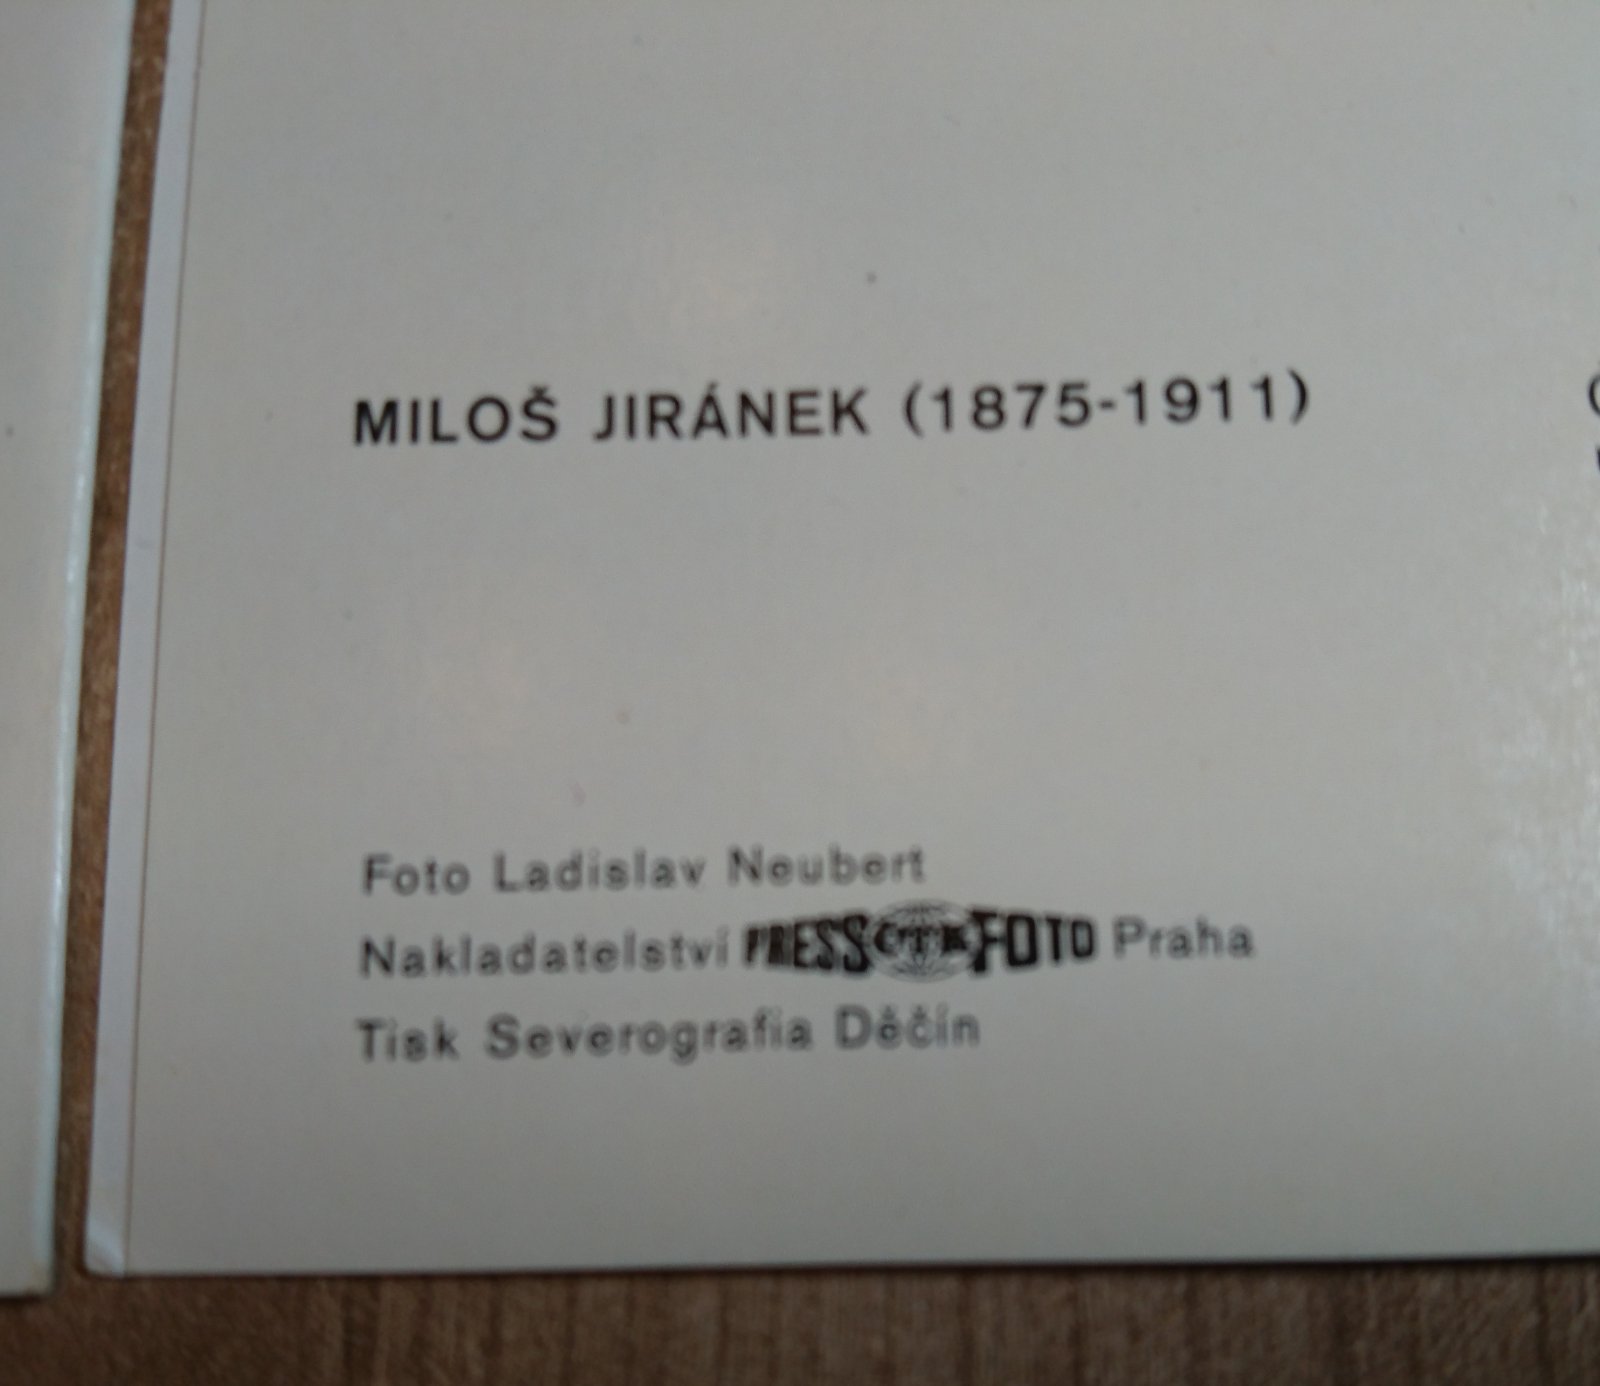 MILOŠ JIRÁNEK (1875-1911)
Foto Ladislav Neubert
Nakladatelství PRESS ČTK FOTO Praha
Tisk Severografia Děčín